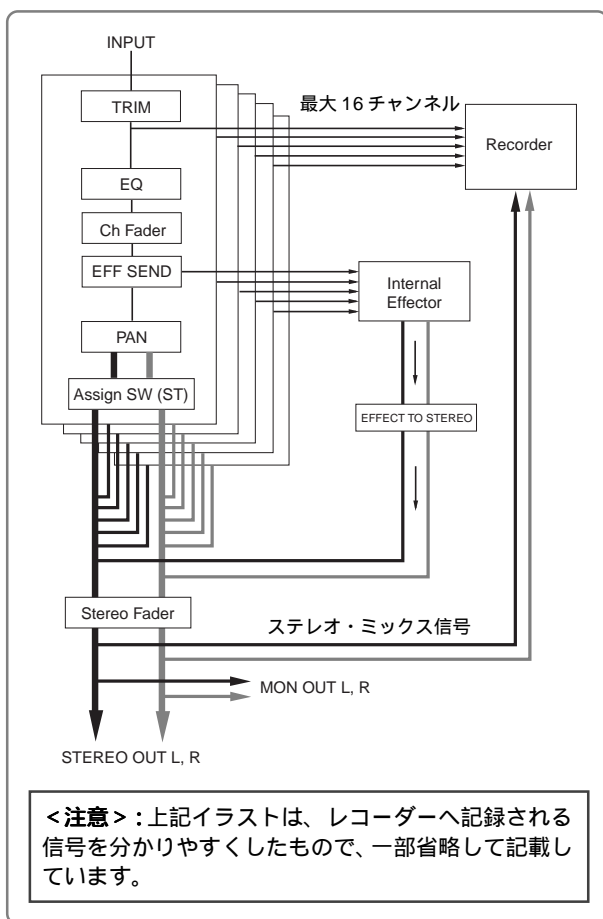 INPUT
TRIM
最大 16 チャンネル
Recorder
EQ
Ch Fader
EFF SEND
Internal
Effector
PAN
Assign SW (ST)
EFFECT TO STEREO
Stereo Fader
ステレオ・ミックス信号
MON OUT L, R
STEREO OUT L, R
<注意>:上記イラストは、レコーダーへ記録される
信号を分かりやすくしたもので、一部省略して記載し
ています。